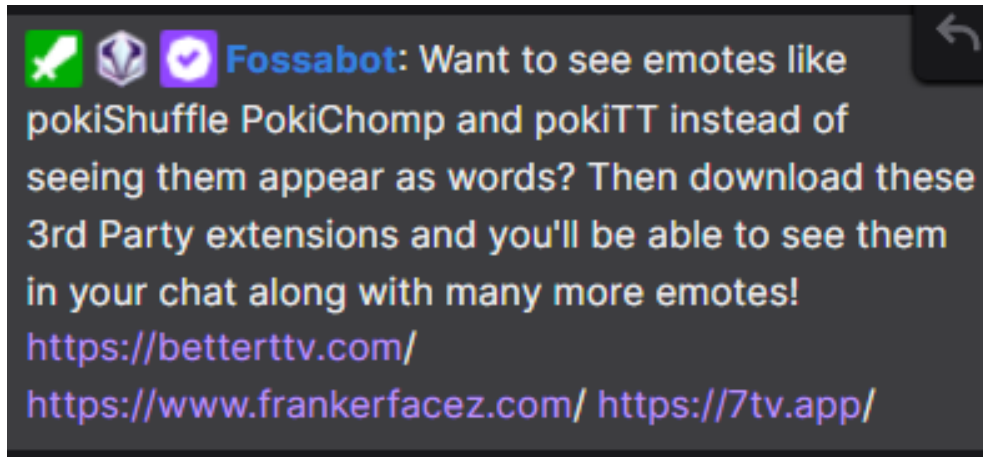 Fossabot: Want to see emotes like
pokiShuffle PokiChomp and pokiTT instead of
seeing them appear as words? Then download these
3rd Party extensions and you'll be able to see them
in your chat along with many more emotes!
https://betterttv.com/
https://www.frankerfacez.com/ https://7tv.app/